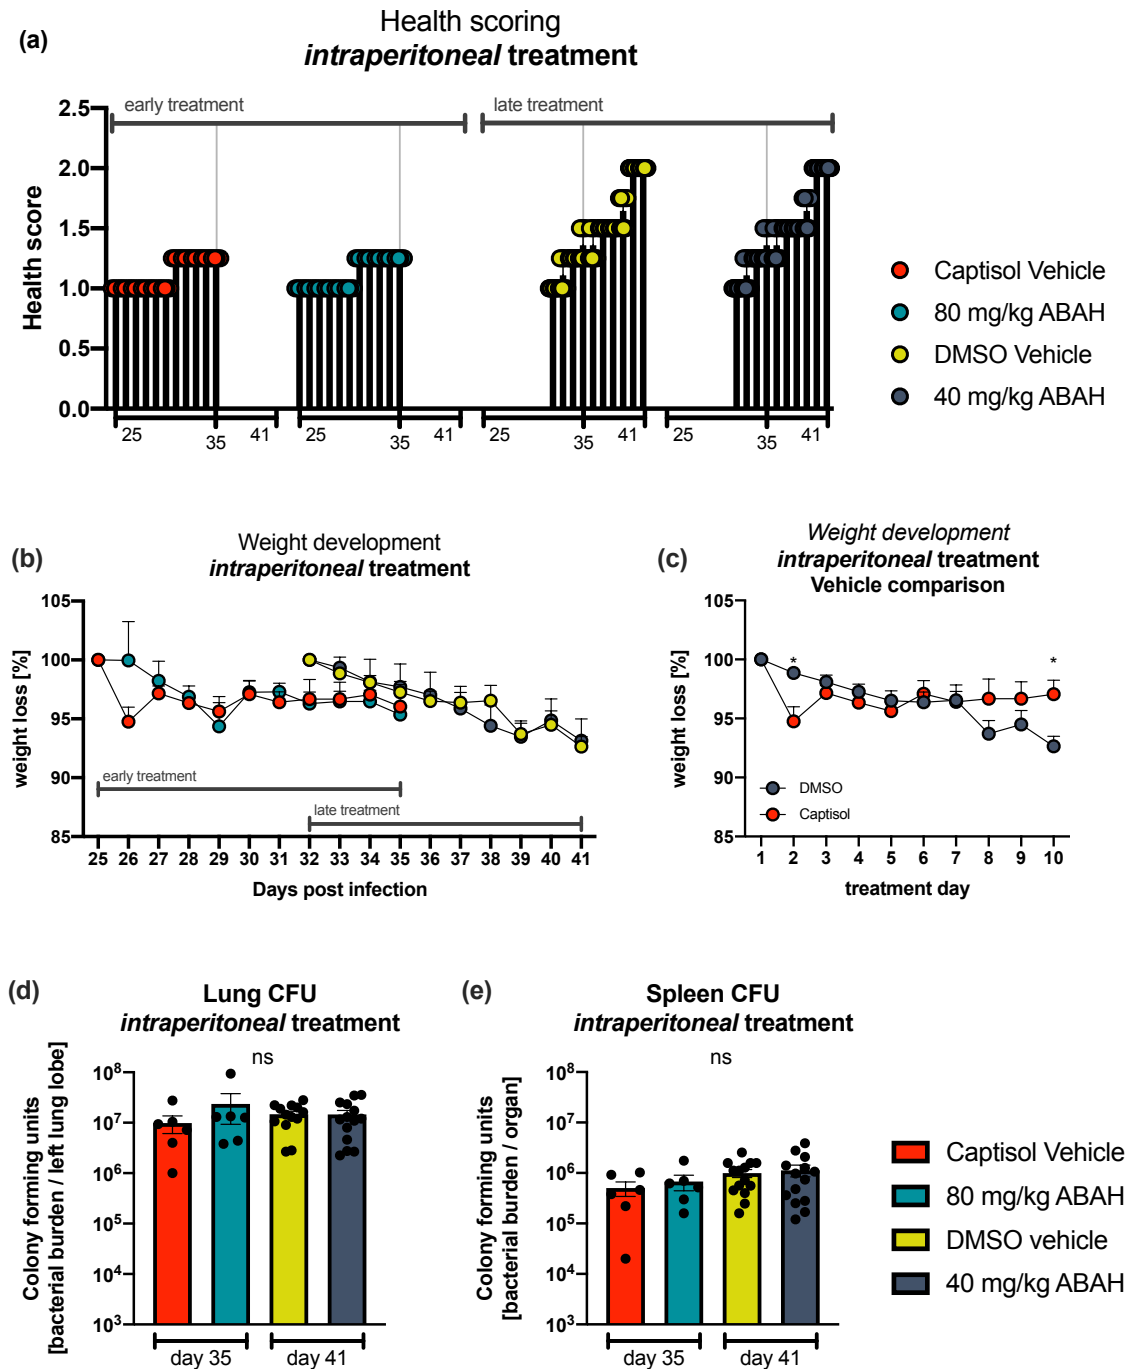 (a)
Health scoring
intraperitoneal treatment
early treatment
late treatment
Health score
2.5
2.0
1.5
1.0
0.5
0.0
25
35
41
25
35
41
25
35
41
25
35
41
Captisol Vehicle
80 mg/kg ABAH
DMSO Vehicle
40 mg/kg ABAH
(b)
Weight development
intraperitoneal treatment
weight loss [%]
105
100
95
90
85
early treatment
late treatment
25 26 27 28 29 30 31 32 33 34 35 36 37 38 39 40 41
Days post infection
(c)
Weight development
intraperitoneal treatment
Vehicle comparison
weight loss [%]
105
100
95
90
85
*
*
DMSO
Captisol
1 2 3 4 5 6 7 8 9 10
treatment day
(d)
Lung CFU
intraperitoneal treatment
ns
Colony forming units
[bacterial burden / left lung lobe]
10⁸
10⁷
10⁶
10⁵
10⁴
10³
day 35
day 41
(e)
Spleen CFU
intraperitoneal treatment
ns
Colony forming units
[bacterial burden / organ]
10⁸
10⁷
10⁶
10⁵
10⁴
10³
day 35
day 41
Captisol Vehicle
80 mg/kg ABAH
DMSO vehicle
40 mg/kg ABAH